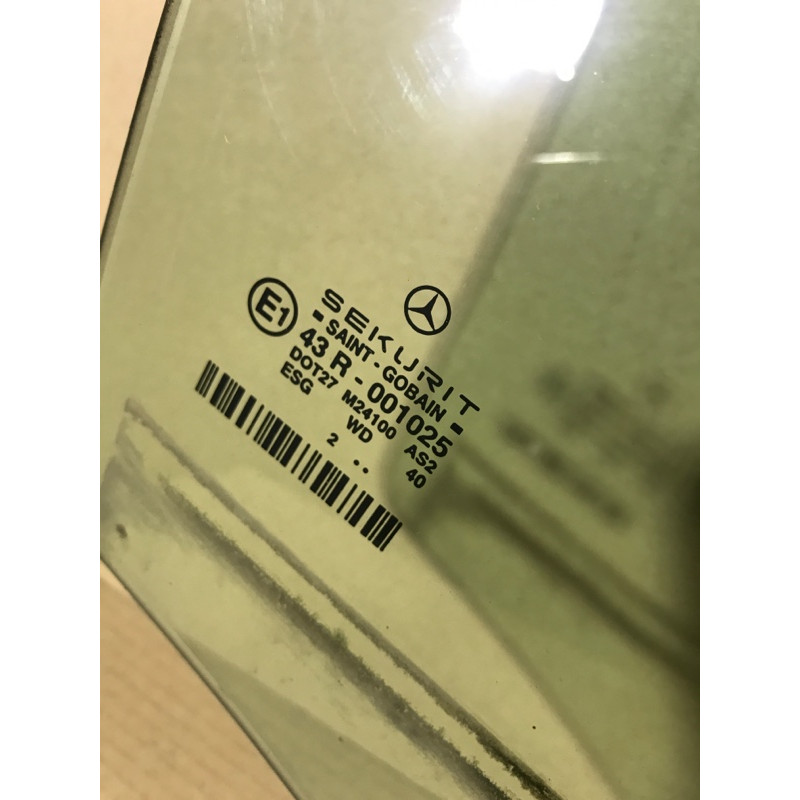 SEKURIT
- SAINT - GOBAIN -
E1
43 R - 001025
DOT27 M24100 AS2
ESG WD 40
2 ..